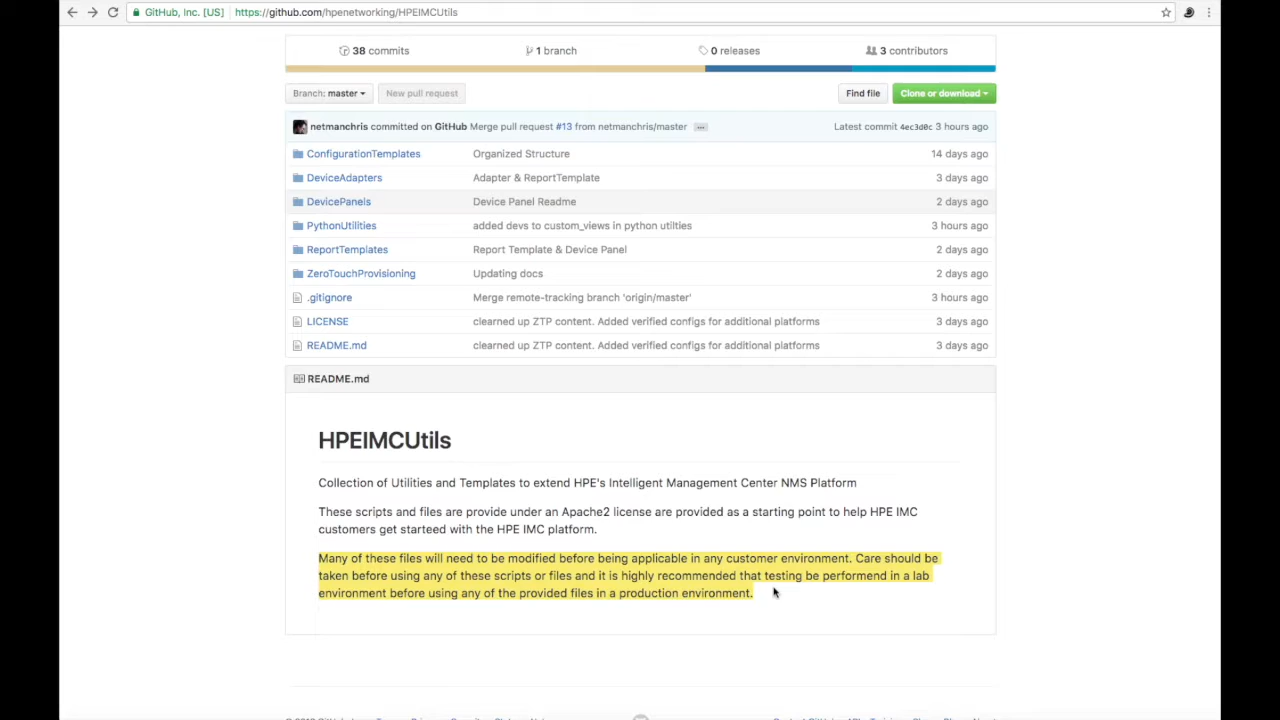 GitHub, Inc. [US] https://github.com/hpenetworking/HPEIMCUtils
38 commits 1 branch 0 releases 3 contributors
Branch: master New pull request Find file Clone or download
netmanchris committed on GitHub Merge pull request #13 from netmanchris/master ... Latest commit 4ec3d0c 3 hours ago
ConfigurationTemplates Organized Structure 14 days ago
DeviceAdapters Adapter & ReportTemplate 3 days ago
DevicePanels Device Panel Readme 2 days ago
PythonUtilities added devs to custom_views in python utilties 3 hours ago
ReportTemplates Report Template & Device Panel 2 days ago
ZeroTouchProvisioning Updating docs 2 days ago
.gitignore Merge remote-tracking branch 'origin/master' 3 hours ago
LICENSE clearned up ZTP content. Added verified configs for additional platforms 3 days ago
README.md clearned up ZTP content. Added verified configs for additional platforms 3 days ago
README.md
HPEIMCUtils
Collection of Utilities and Templates to extend HPE's Intelligent Management Center NMS Platform
These scripts and files are provide under an Apache2 license are provided as a starting point to help HPE IMC
customers get starteed with the HPE IMC platform.
Many of these files will need to be modified before being applicable in any customer environment. Care should be
taken before using any of these scripts or files and it is highly recommended that testing be performend in a lab
environment before using any of the provided files in a production environment.